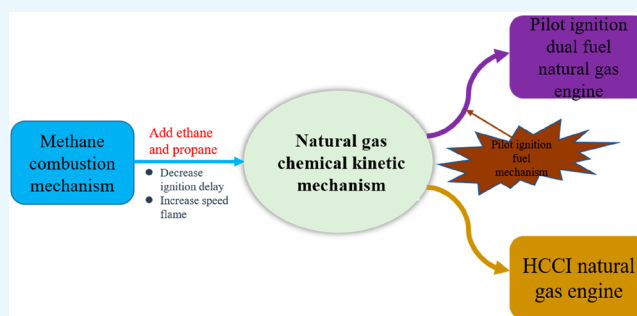 Methane
combustion
mechanism
Add ethane
and propane
Decrease
ignition delay
Increase speed
flame
Natural gas
chemical kinetic
mechanism
Pilot ignition
dual fuel
natural gas
engine
Pilot ignition
fuel
mechanism
HCCI natural
gas engine